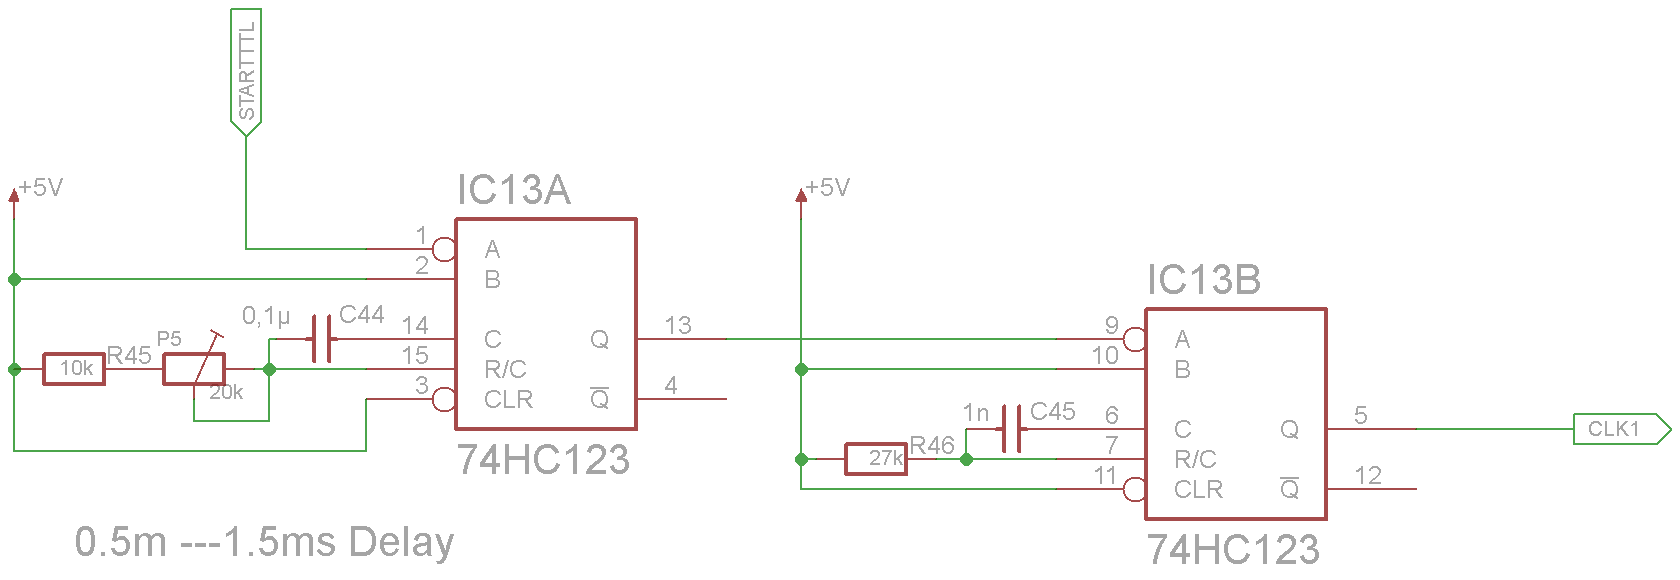 STARTTTL
+5V
IC13A
1
A
2
B
0,1µ
C44
14
C
Q
13
P5
R45
10k
20k
15
R/C
3
CLR
Q
4
74HC123
0.5m ---1.5ms Delay
+5V
IC13B
9
A
10
B
1n
C45
6
C
Q
5
CLK1
R46
27k
7
R/C
11
CLR
Q
12
74HC123